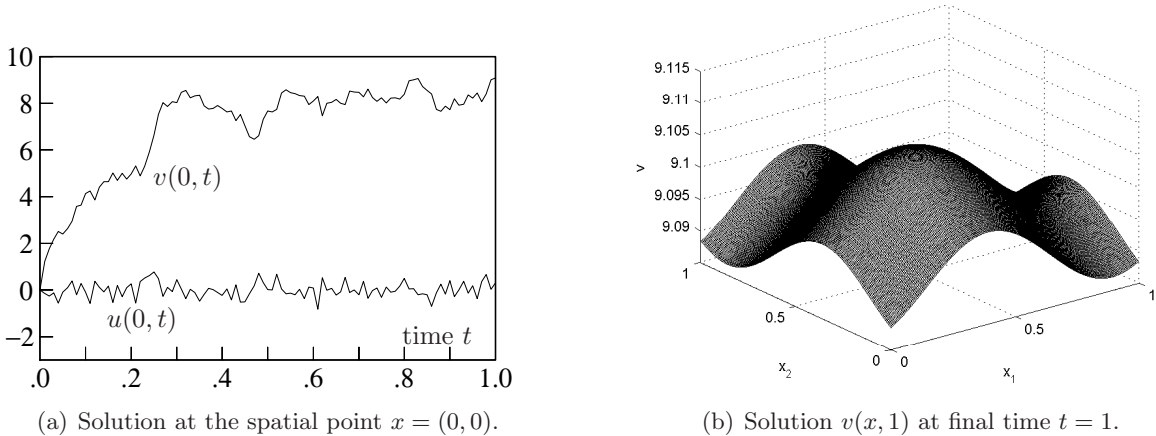 10
8
6
4
2
0
−2
v(0, t)
u(0, t)
time t
.0 .2 .4 .6 .8 1.0
(a) Solution at the spatial point x = (0, 0).
9.115
9.11
9.105
9.1
9.095
9.09
v
1
0.5
0
x₂
0
0.5
1
x₁
(b) Solution v(x, 1) at final time t = 1.